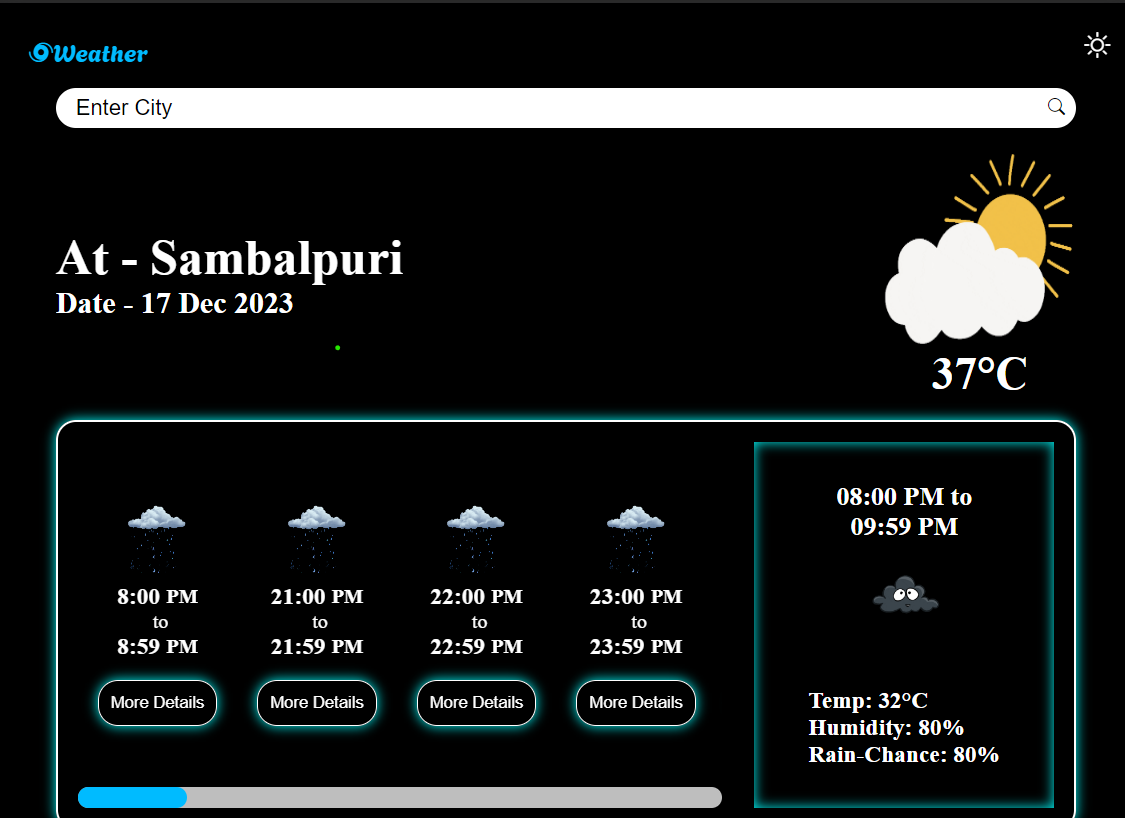 Weather
Enter City
At - Sambalpuri
Date - 17 Dec 2023
37°C
8:00 PM
to
8:59 PM
More Details
21:00 PM
to
21:59 PM
More Details
22:00 PM
to
22:59 PM
More Details
23:00 PM
to
23:59 PM
More Details
08:00 PM to
09:59 PM
Temp: 32°C
Humidity: 80%
Rain-Chance: 80%